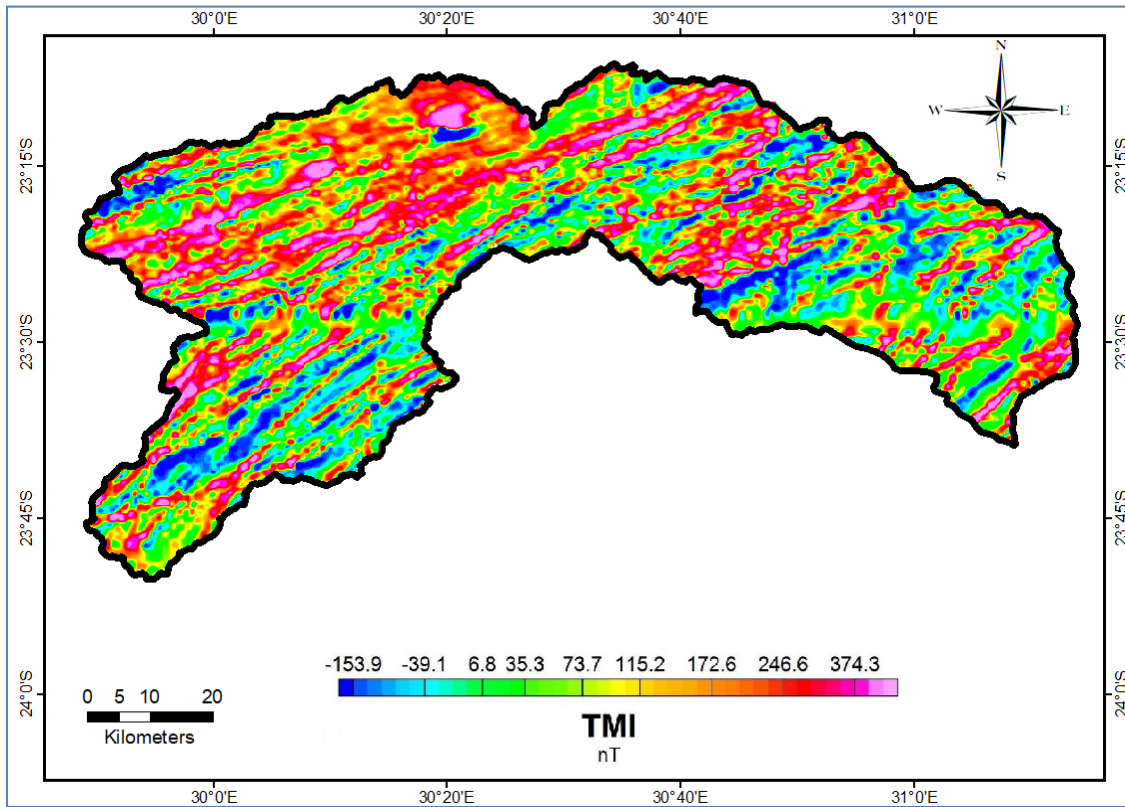 30°0'E 30°20'E 30°40'E 31°0'E
N
W E
S
23°15'S 23°15'S
23°30'S 23°30'S
23°45'S 23°45'S
-153.9 -39.1 6.8 35.3 73.7 115.2 172.6 246.6 374.3
24°0'S 24°0'S
0 5 10 20
Kilometers
TMI
nT
30°0'E 30°20'E 30°40'E 31°0'E